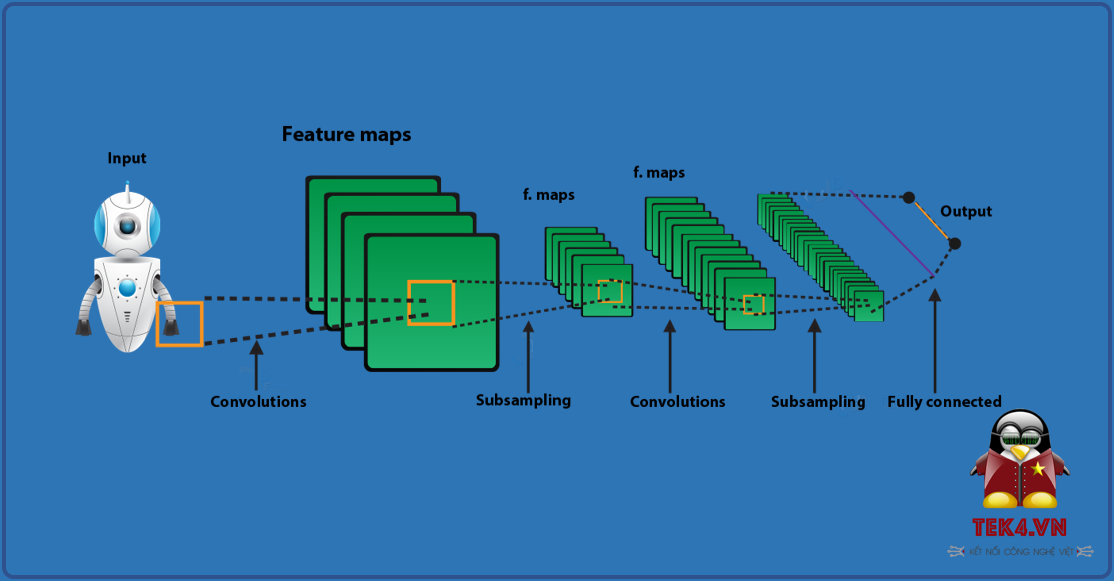 Feature maps
Input
f. maps
f. maps
Output
Convolutions
Subsampling
Convolutions
Subsampling
Fully connected
TEK4.VN
KẾT NỐI CÔNG NGHỆ VIỆT